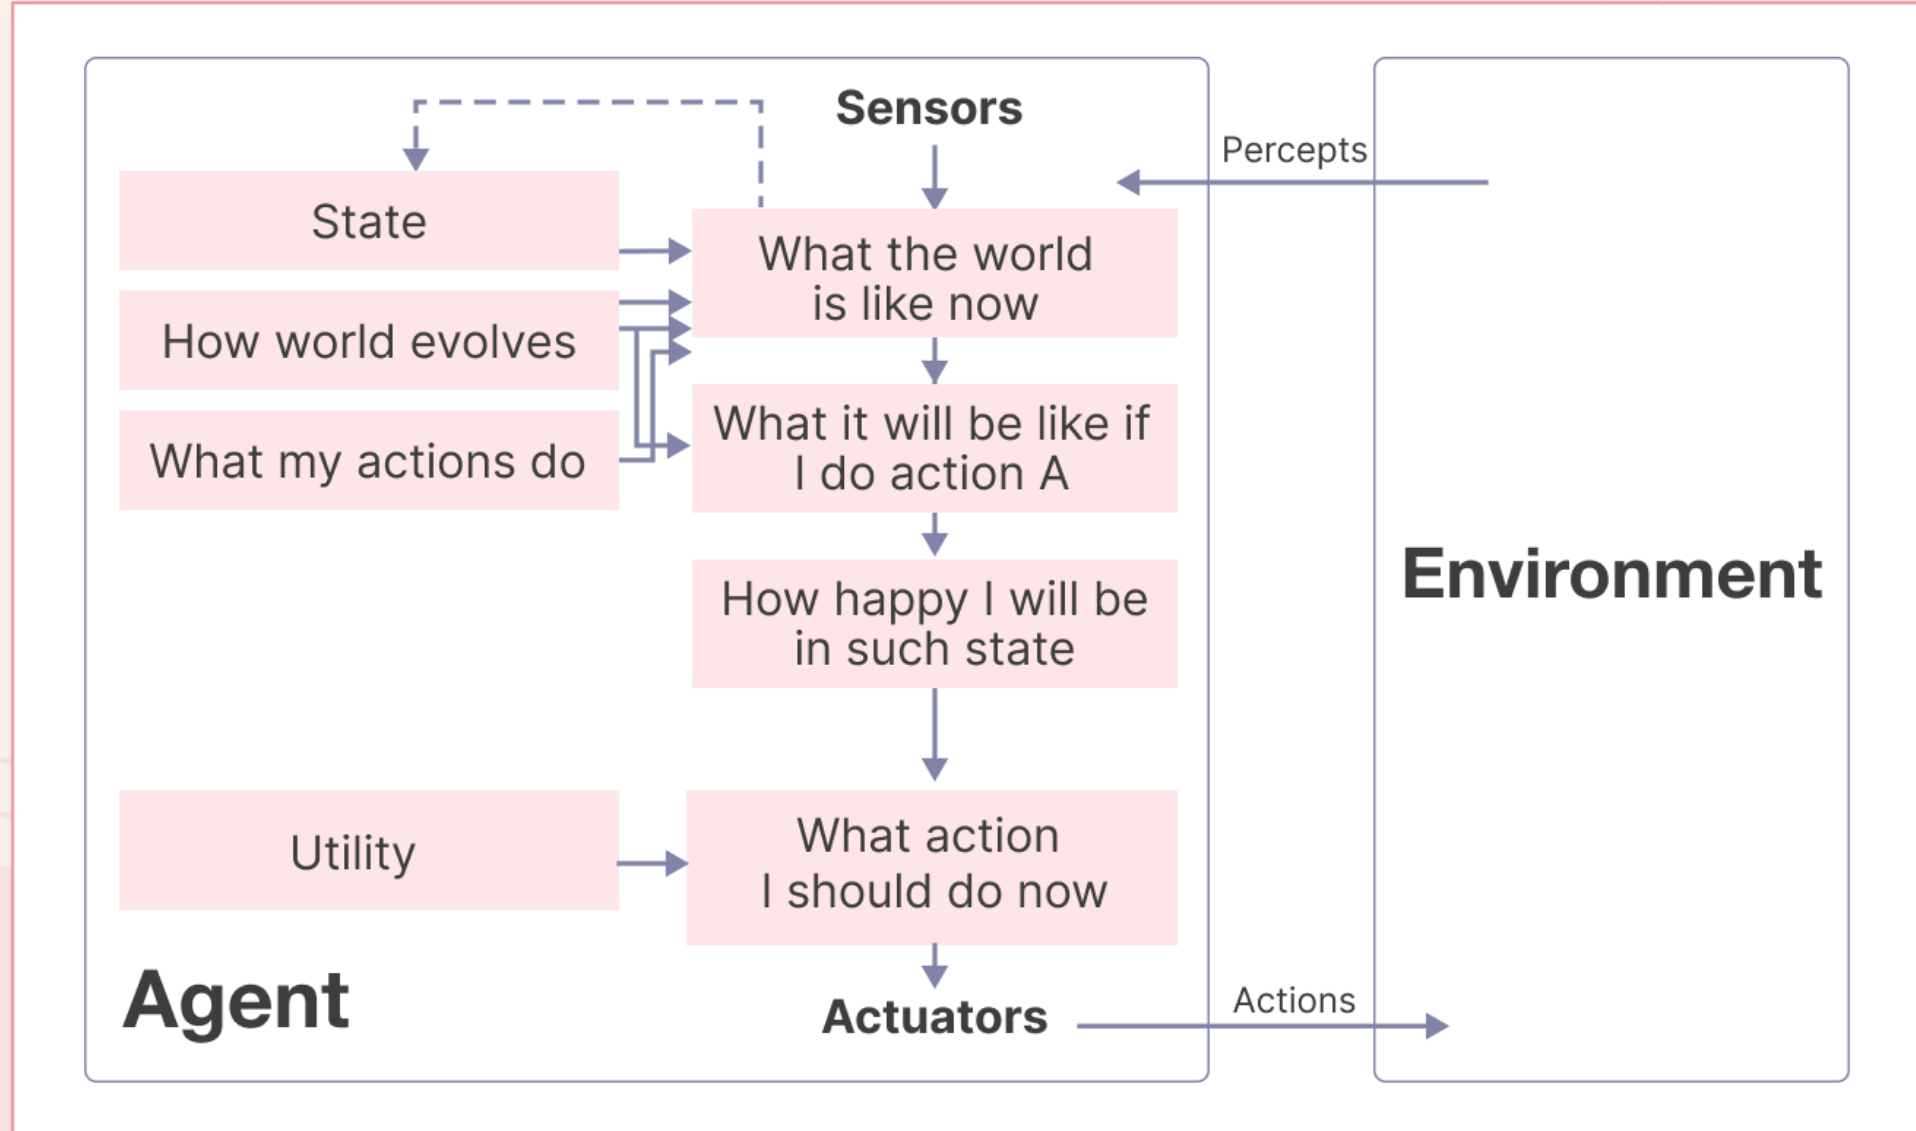 Sensors
Percepts
State
What the world
is like now
How world evolves
What my actions do
What it will be like if
I do action A
How happy I will be
in such state
Environment
Utility
What action
I should do now
Agent
Actuators
Actions